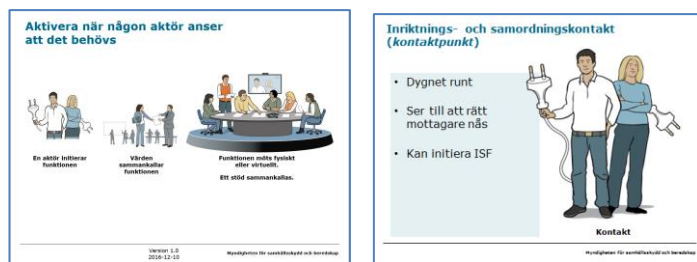 Aktivera när någon aktör anser
att det behövs
En aktör initierar
funktionen
Värden
sammankallar
funktionen
Funktionen möts fysiskt
eller virtuellt.
Ett stöd sammankallas.
Version 1.0
2016-12-10
Myndigheten för samhällsskydd och beredskap
Inriktnings- och samordningskontakt
(kontaktpunkt)
• Dygnet runt
• Ser till att rätt
mottagare nås
• Kan initiera ISF
Kontakt
Myndigheten för samhällsskydd och beredskap